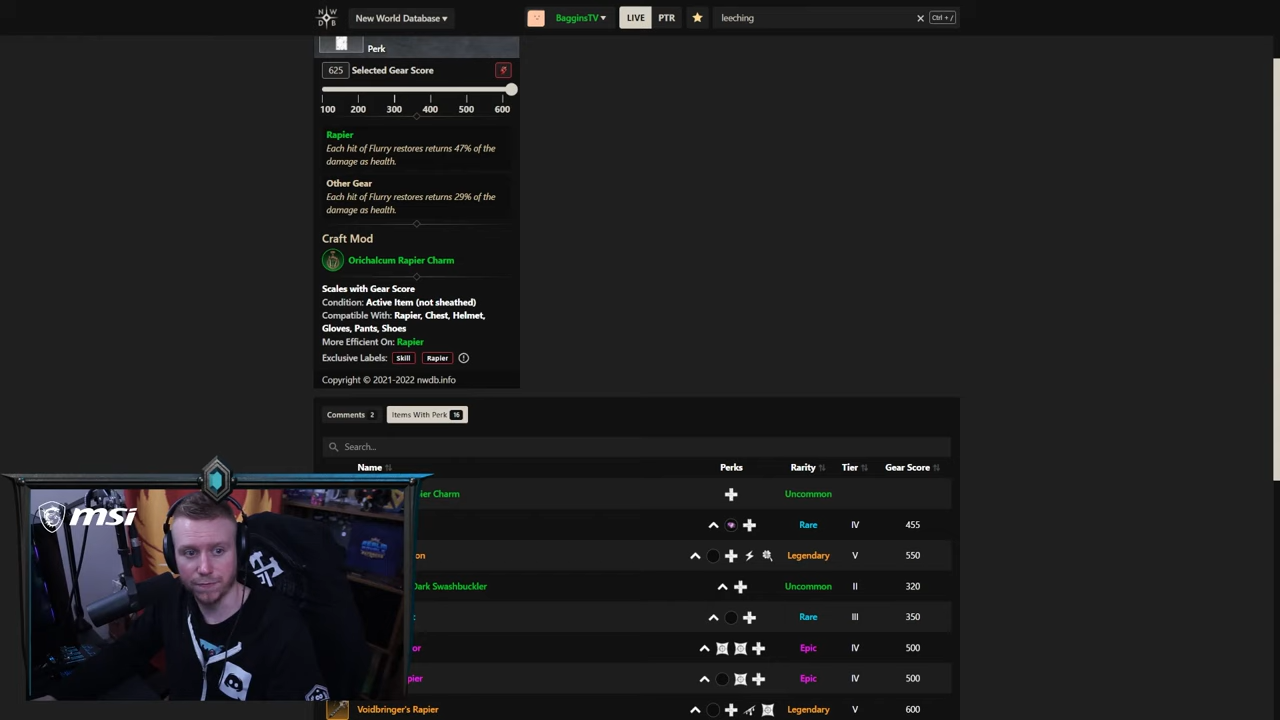 NW
DB
New World Database ▾
BagginsTV ▾
LIVE
PTR
leeching
Ctrl + /
Perk
625 Selected Gear Score
100 200 300 400 500 600
Rapier
Each hit of Flurry restores returns 47% of the
damage as health.
Other Gear
Each hit of Flurry restores returns 29% of the
damage as health.
Craft Mod
Orichalcum Rapier Charm
Scales with Gear Score
Condition: Active Item (not sheathed)
Compatible With: Rapier, Chest, Helmet,
Gloves, Pants, Shoes
More Efficient On: Rapier
Exclusive Labels: Skill Rapier
Copyright © 2021-2022 nwdb.info
Comments 2 Items With Perk 16
Search...
Name Perks Rarity Tier Gear Score
Charm Uncommon
Rare IV 455
Legendary V 550
Dark Swashbuckler Uncommon II 320
Rare III 350
Epic IV 500
Epic IV 500
Voidbringer's Rapier Legendary V 600
msi